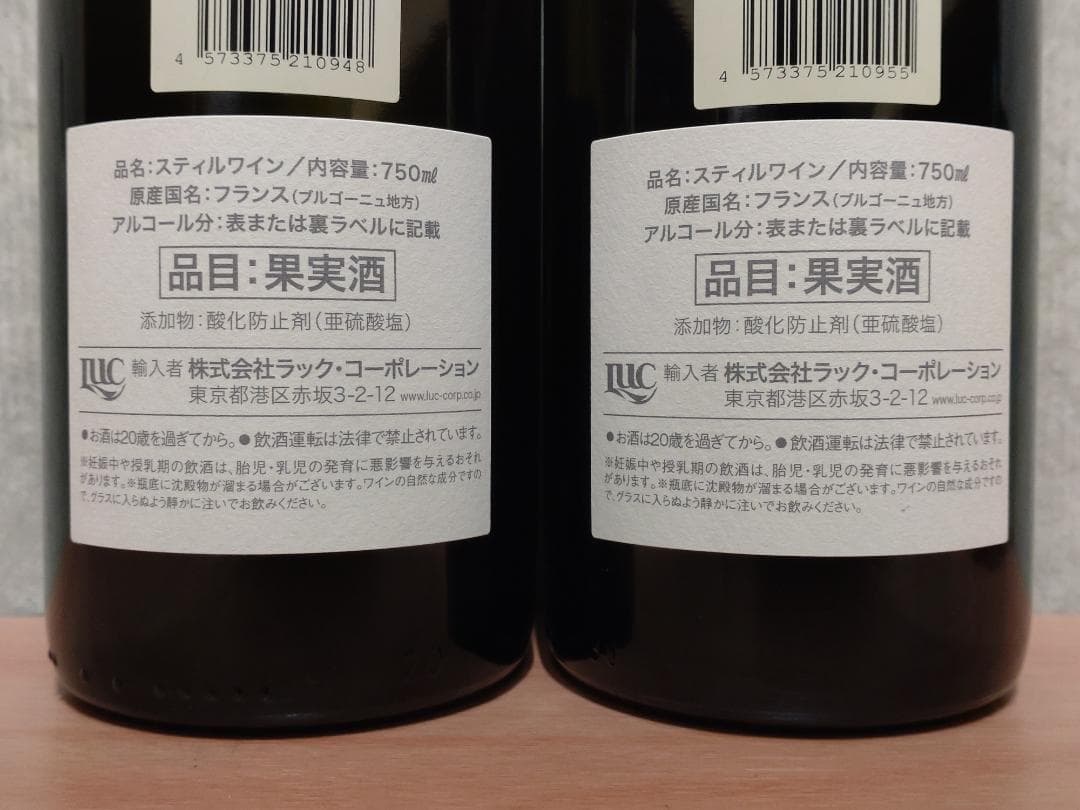 4 573375 210948
品名:スティルワイン/内容量:750㎖
原産国名:フランス(ブルゴーニュ地方)
アルコール分:表または裏ラベルに記載
品目:果実酒
添加物:酸化防止剤(亜硫酸塩)
LUC 輸入者 株式会社ラック・コーポレーション
東京都港区赤坂3-2-12 www.luc-corp.co.jp
●お酒は20歳を過ぎてから。●飲酒運転は法律で禁止されています。
※妊娠中や授乳期の飲酒は、胎児・乳児の発育に悪影響を与えるおそれ
があります。※瓶底に沈殿物が溜まる場合がございます。ワインの自然な成分ですの
で、グラスに入らぬよう静かに注いでお飲みください。
4 573375 210955
品名:スティルワイン/内容量:750㎖
原産国名:フランス(ブルゴーニュ地方)
アルコール分:表または裏ラベルに記載
品目:果実酒
添加物:酸化防止剤(亜硫酸塩)
LUC 輸入者 株式会社ラック・コーポレーション
東京都港区赤坂3-2-12 www.luc-corp.co.jp
●お酒は20歳を過ぎてから。●飲酒運転は法律で禁止されています。
※妊娠中や授乳期の飲酒は、胎児・乳児の発育に悪影響を与えるおそれ
があります。※瓶底に沈殿物が溜まる場合がございます。ワインの自然な成分ですの
で、グラスに入らぬよう静かに注いでお飲みください。